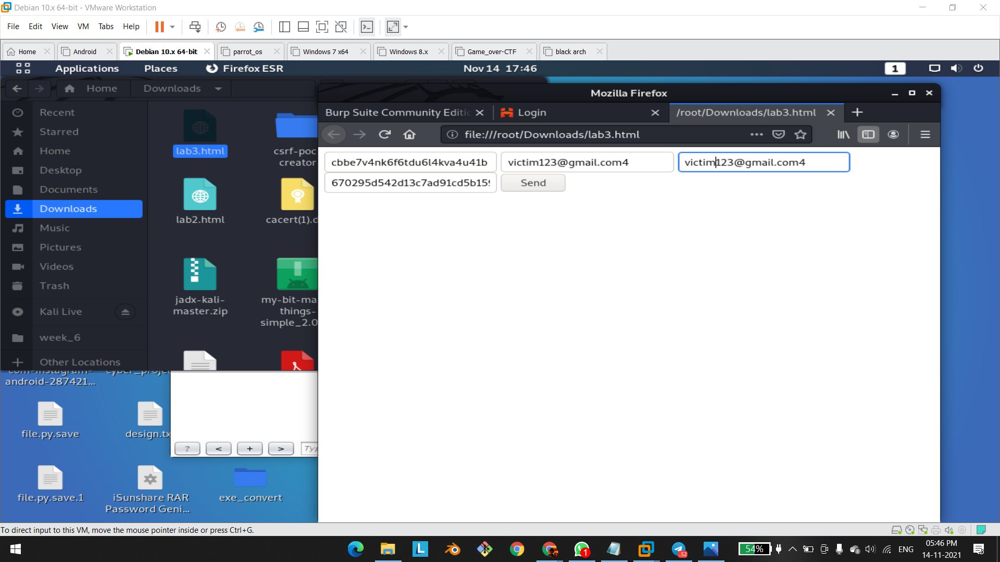 Debian 10.x 64-bit - VMware Workstation
File Edit View VM Tabs Help
Home Android Debian 10.x 64-bit parrot_os Windows 7 x64 Windows 8.x Game_over-CTF black arch
Applications Places Firefox ESR Nov 14 17:46 1
Home Downloads
Mozilla Firefox
Burp Suite Community Editic Login /root/Downloads/lab3.html
file:///root/Downloads/lab3.html
Recent
Starred
Home
Desktop
Documents
Downloads
Music
Pictures
Videos
Trash
Kali Live
week_6
Other Locations
lab3.html
csrf-poc
creator
lab2.html
cacert(1).c
jadx-kali-
master.zip
my-bit-ma
things-
simple_2.0
cbbe7v4nk6f6tdu6l4kva4u41b victim123@gmail.com4 victim123@gmail.com4
670295d542d13c7ad91cd5b159 Send
com-instagram-
android-287421...
cyber_proje
file.py.save
design.tx
? < + > Typ
file.py.save.1
iSunshare RAR
Password Geni...
exe_convert
To direct input to this VM, move the mouse pointer inside or press Ctrl+G.
L 1 ..52 54% ENG 05:46 PM
14-11-2021